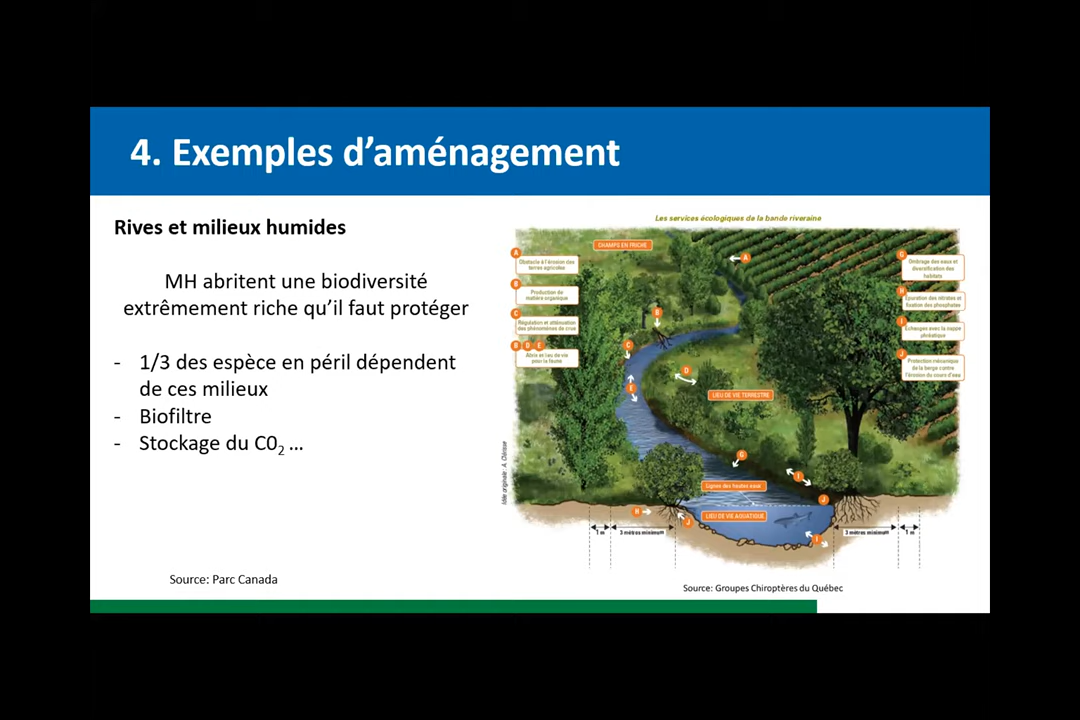 4. Exemples d’aménagement
Rives et milieux humides
MH abritent une biodiversité
extrêmement riche qu’il faut protéger
- 1/3 des espèce en péril dépendent
de ces milieux
- Biofiltre
- Stockage du C0₂ …
Source: Parc Canada
Les services écologiques de la bande riveraine
CHAMPS EN FRICHE
A
Obstacle à l'érosion des
terres agricoles
B
Production de
matière organique
C
Régulation et atténuation
des phénomènes de crue
B D E
Abris et lieu de vie
pour la faune
G
Ombrage des eaux et
diversification des
habitats
H
Épuration des nitrates et
fixation des phosphates
I
Échanges avec la nappe
phréatique
J
Protection mécanique
de la berge contre
l'érosion du cours d'eau
A
B
C
D
E
LIEU DE VIE TERRESTRE
G
I
J
Lignes des hautes eaux
LIEU DE VIE AQUATIQUE
H
J
I
1 m
3 mètres minimum
3 mètres minimum
1 m
Idée originale : A. Clérisse
Source: Groupes Chiroptères du Québec